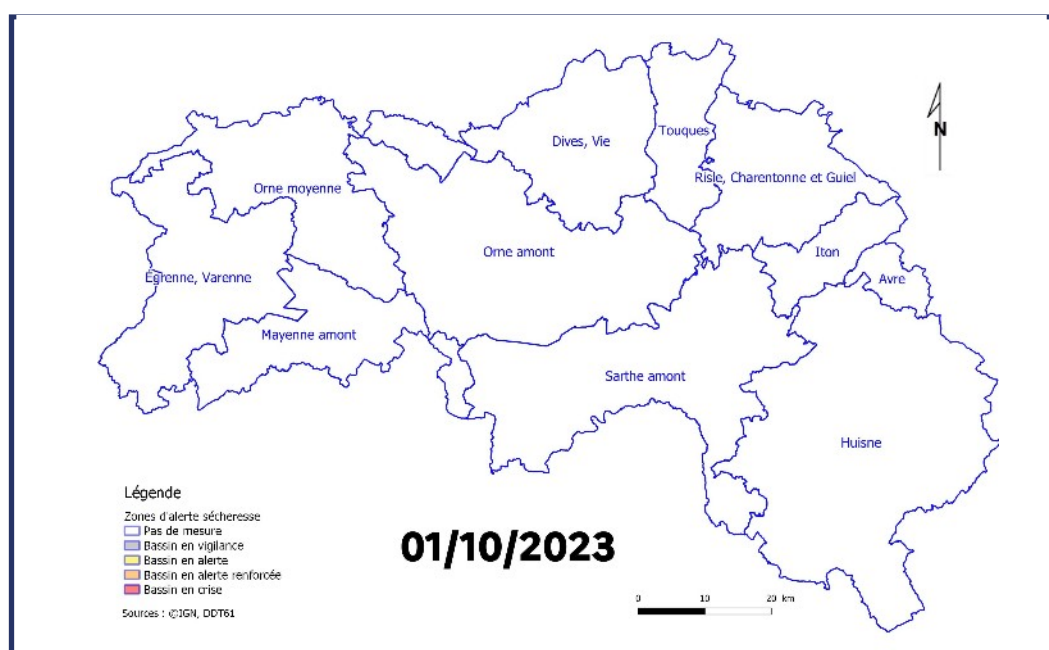 Dives, Vie
Touques
Risle, Charentonne et Guiel
Orne moyenne
Orne amont
Iton
Avre
Égrenne, Varenne
Mayenne amont
Sarthe amont
Huisne
N
Légende
Zones d'alerte sécheresse
Pas de mesure
Bassin en vigilance
Bassin en alerte
Bassin en alerte renforcée
Bassin en crise
Sources : ©IGN, DDT61
01/10/2023
0 10 20 km